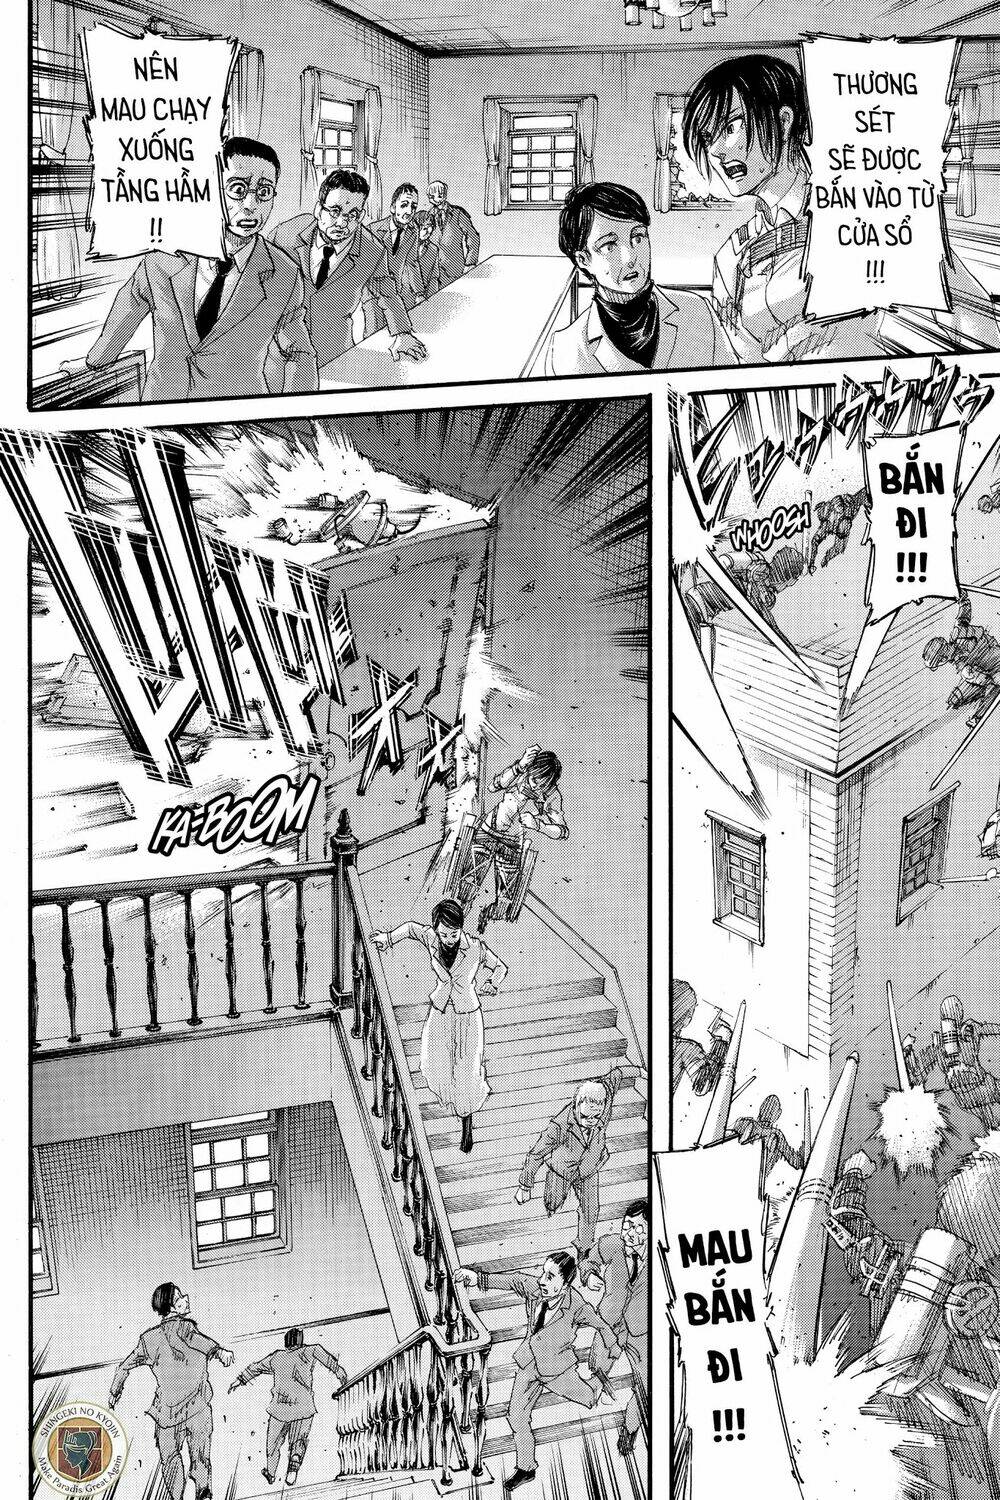 THƯƠNG
SÉT
SẼ ĐƯỢC
BẮN VÀO TỪ
CỬA SỔ
!!!
NÊN
MAU CHẠY
XUỐNG
TẦNG HẦM
!!
BẮN
ĐI
!!!
WHOOSH
MAU
BẮN
ĐI
!!!
KA-BOOM
SHINGEKI NO KYOJIN
Make Paradis Great Again